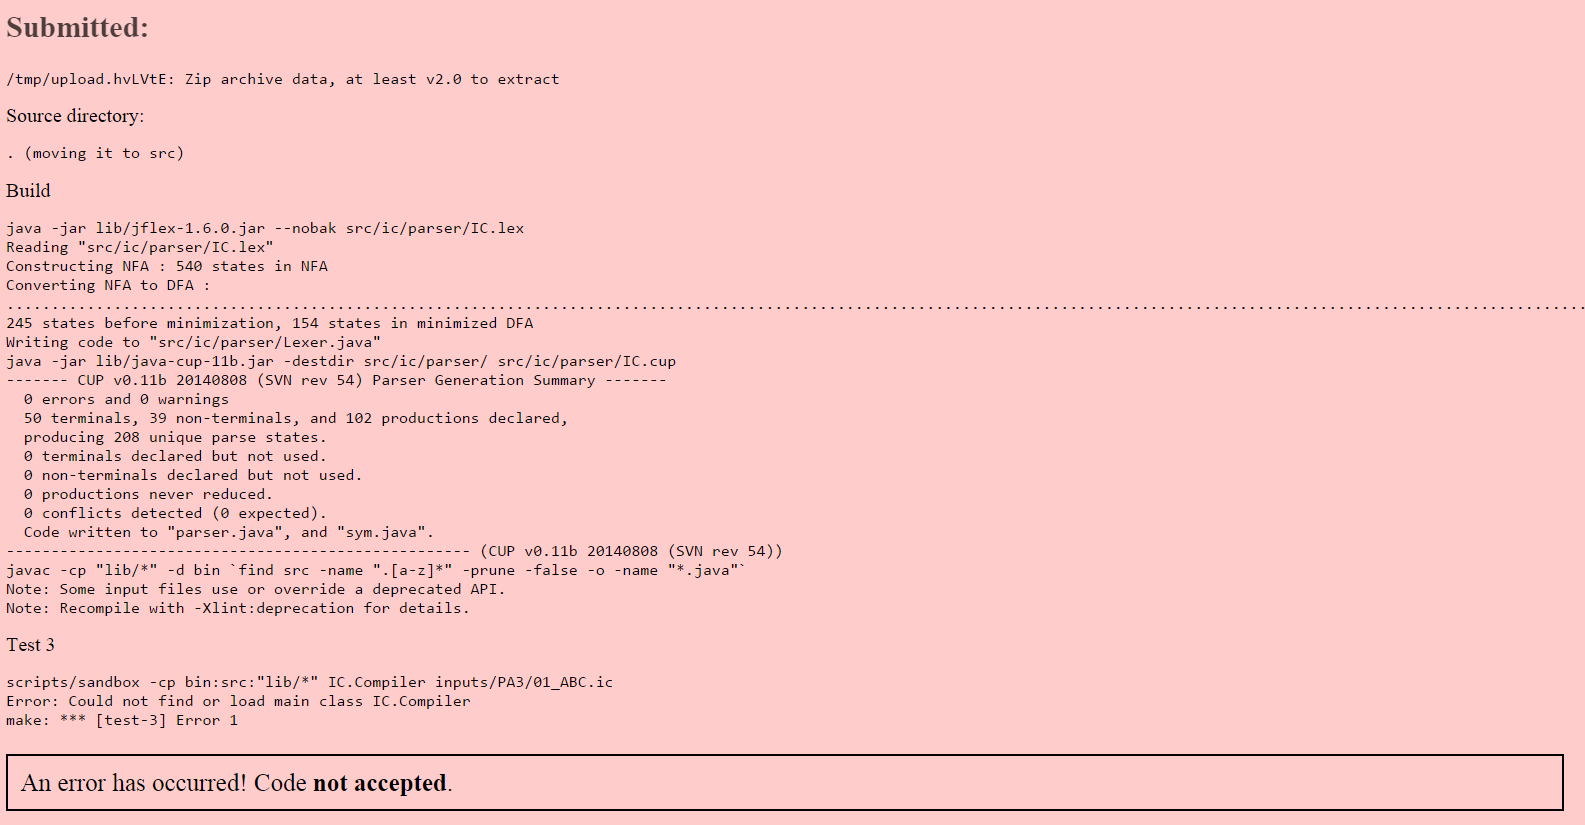 Submitted:
/tmp/upload.hvLVtE: Zip archive data, at least v2.0 to extract
Source directory:
. (moving it to src)
Build
java -jar lib/jflex-1.6.0.jar --nobak src/ic/parser/IC.lex
Reading "src/ic/parser/IC.lex"
Constructing NFA : 540 states in NFA
Converting NFA to DFA :
.................................................................................................................................................................................
245 states before minimization, 154 states in minimized DFA
Writing code to "src/ic/parser/Lexer.java"
java -jar lib/java-cup-11b.jar -destdir src/ic/parser/ src/ic/parser/IC.cup
------- CUP v0.11b 20140808 (SVN rev 54) Parser Generation Summary -------
  0 errors and 0 warnings
  50 terminals, 39 non-terminals, and 102 productions declared,
  producing 208 unique parse states.
  0 terminals declared but not used.
  0 non-terminals declared but not used.
  0 productions never reduced.
  0 conflicts detected (0 expected).
  Code written to "parser.java", and "sym.java".
---------------------------------------------------- (CUP v0.11b 20140808 (SVN rev 54))
javac -cp "lib/*" -d bin `find src -name ".[a-z]*" -prune -false -o -name "*.java"`
Note: Some input files use or override a deprecated API.
Note: Recompile with -Xlint:deprecation for details.
Test 3
scripts/sandbox -cp bin:src:"lib/*" IC.Compiler inputs/PA3/01_ABC.ic
Error: Could not find or load main class IC.Compiler
make: *** [test-3] Error 1
An error has occurred! Code not accepted.